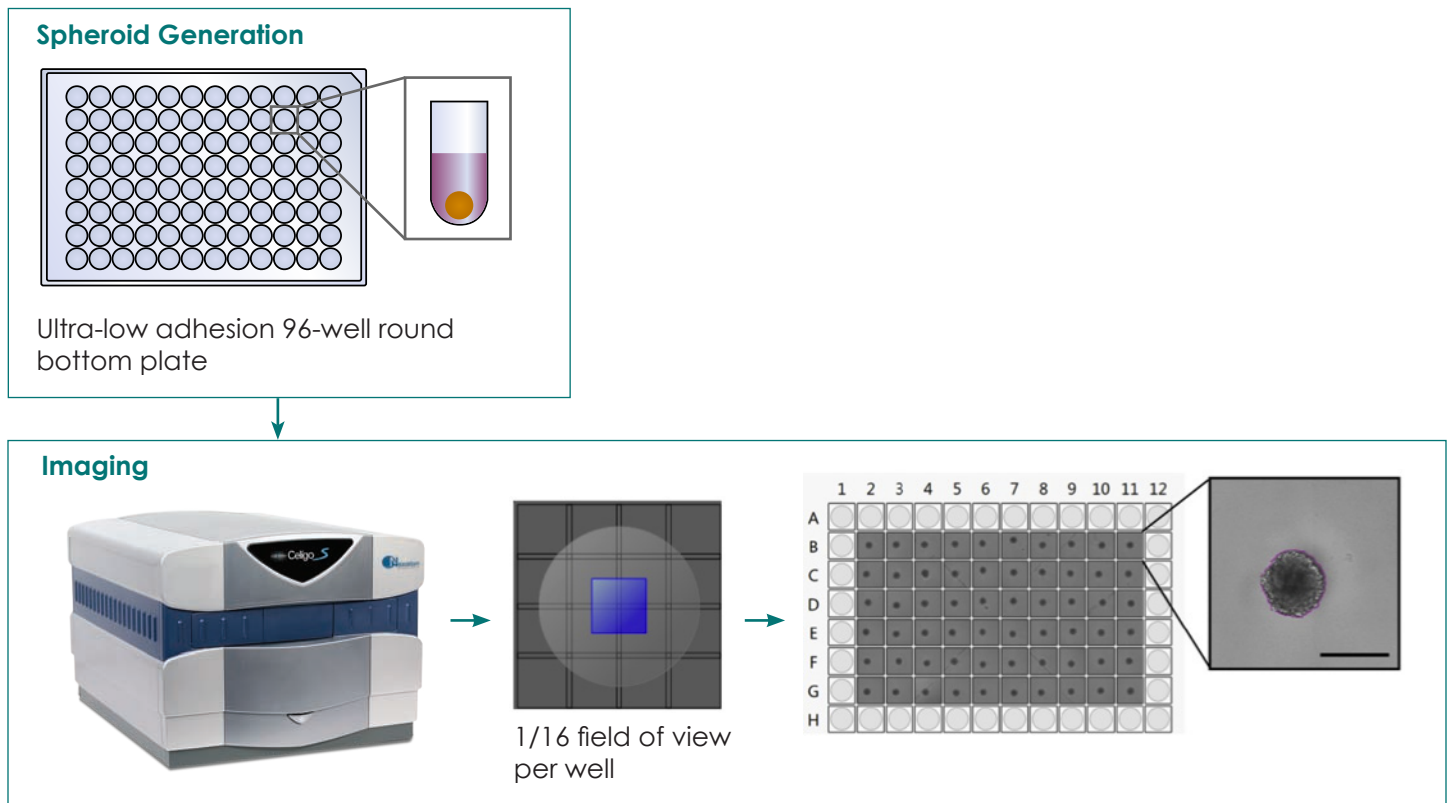 Spheroid Generation
Ultra-low adhesion 96-well round
bottom plate
Imaging
Celigo S
1/16 field of view
per well
1 2 3 4 5 6 7 8 9 10 11 12
A
B
C
D
E
F
G
H